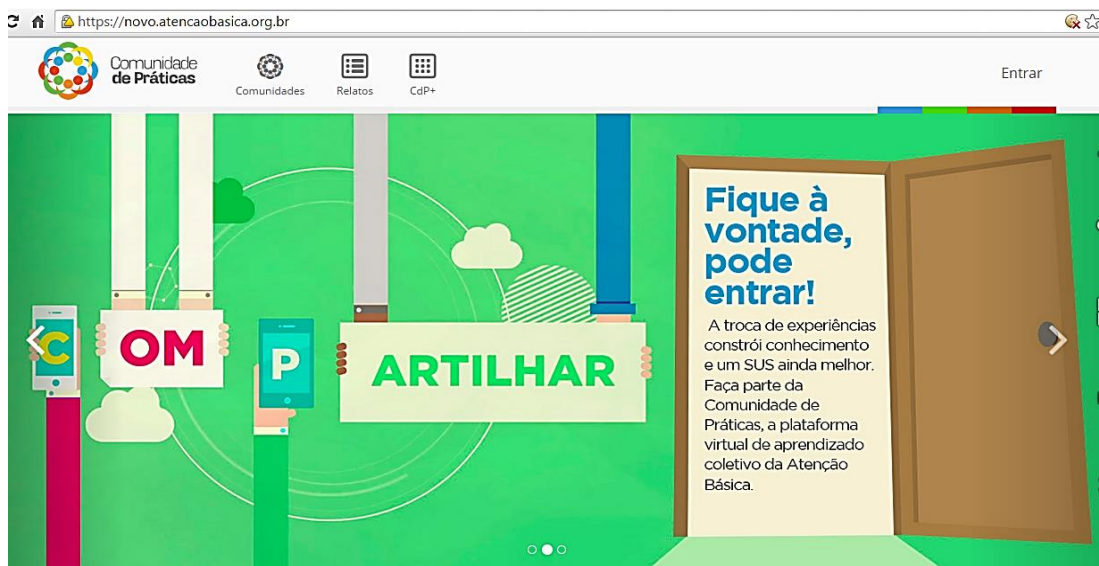 https://novo.atencaobasica.org.br
Comunidade
de Práticas
Comunidades
Relatos
CdP+
Entrar
C OM P ARTILHAR
Fique à
vontade,
pode
entrar!
A troca de experiências
constrói conhecimento
e um SUS ainda melhor.
Faça parte da
Comunidade de
Práticas, a plataforma
virtual de aprendizado
coletivo da Atenção
Básica.